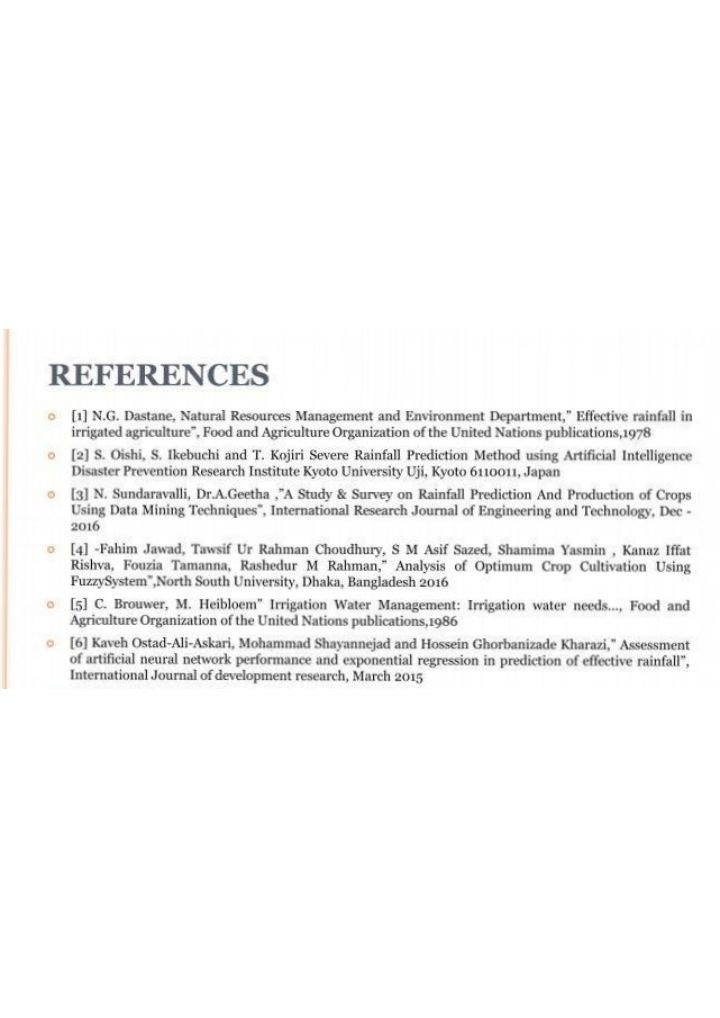 REFERENCES
[1] N.G. Dastane, Natural Resources Management and Environment Department,” Effective rainfall in
irrigated agriculture”, Food and Agriculture Organization of the United Nations publications,1978
[2] S. Oishi, S. Ikebuchi and T. Kojiri Severe Rainfall Prediction Method using Artificial Intelligence
Disaster Prevention Research Institute Kyoto University Uji, Kyoto 6110011, Japan
[3] N. Sundaravalli, Dr.A.Geetha ,”A Study & Survey on Rainfall Prediction And Production of Crops
Using Data Mining Techniques”, International Research Journal of Engineering and Technology, Dec -
2016
[4] -Fahim Jawad, Tawsif Ur Rahman Choudhury, S M Asif Sazed, Shamima Yasmin , Kanaz Iffat
Rishva, Fouzia Tamanna, Rashedur M Rahman,” Analysis of Optimum Crop Cultivation Using
FuzzySystem”,North South University, Dhaka, Bangladesh 2016
[5] C. Brouwer, M. Heibloem” Irrigation Water Management: Irrigation water needs..., Food and
Agriculture Organization of the United Nations publications,1986
[6] Kaveh Ostad-Ali-Askari, Mohammad Shayannejad and Hossein Ghorbanizade Kharazi,” Assessment
of artificial neural network performance and exponential regression in prediction of effective rainfall”,
International Journal of development research, March 2015